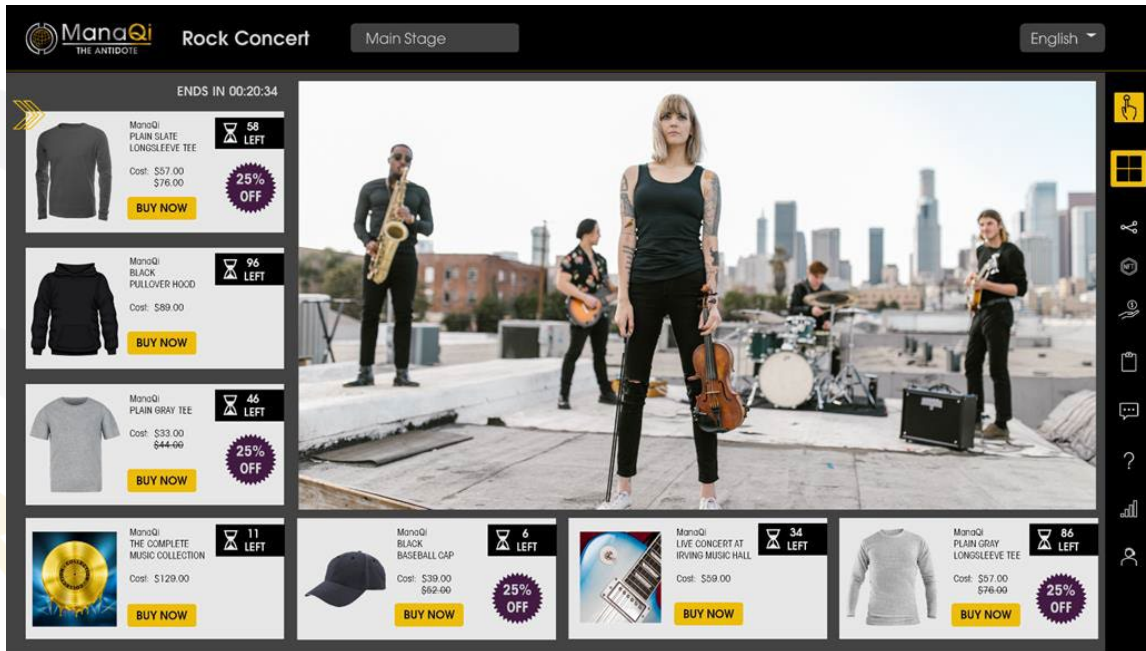 ManaQi
THE ANTIDOTE
Rock Concert
Main Stage
English
ENDS IN 00:20:34
ManaQi
PLAIN SLATE
LONGSLEEVE TEE
Cost: $57.00
$76.00
BUY NOW
58
LEFT
25%
OFF
ManaQi
BLACK
PULLOVER HOOD
Cost: $89.00
BUY NOW
96
LEFT
ManaQi
PLAIN GRAY TEE
Cost: $33.00
$44.00
BUY NOW
46
LEFT
25%
OFF
ManaQi
THE COMPLETE
MUSIC COLLECTION
Cost: $129.00
BUY NOW
11
LEFT
ManaQi
BLACK
BASEBALL CAP
Cost: $39.00
$52.00
BUY NOW
6
LEFT
25%
OFF
ManaQi
LIVE CONCERT AT
IRVING MUSIC HALL
Cost: $59.00
BUY NOW
34
LEFT
ManaQi
PLAIN GRAY
LONGSLEEVE TEE
Cost: $57.00
$76.00
BUY NOW
86
LEFT
25%
OFF
NFT
$
?